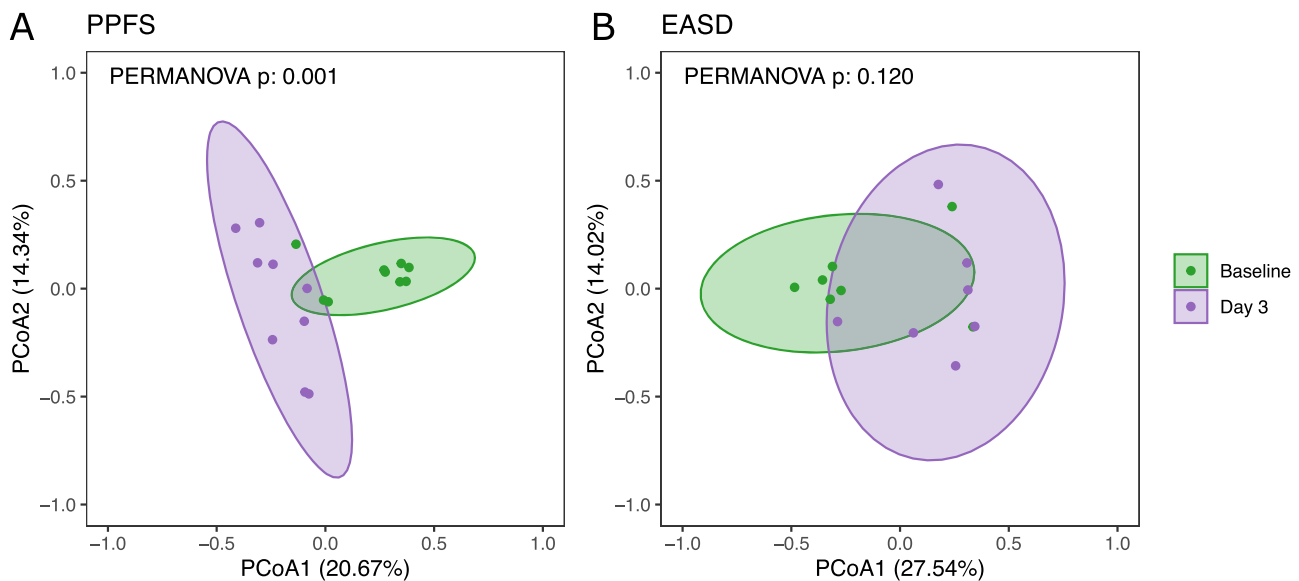 A PPFS
PERMANOVA p: 0.001
1.0
0.5
0.0
−0.5
−1.0
PCoA2 (14.34%)
−1.0 −0.5 0.0 0.5 1.0
PCoA1 (20.67%)
B EASD
PERMANOVA p: 0.120
1.0
0.5
0.0
−0.5
−1.0
PCoA2 (14.02%)
−1.0 −0.5 0.0 0.5 1.0
PCoA1 (27.54%)
Baseline
Day 3